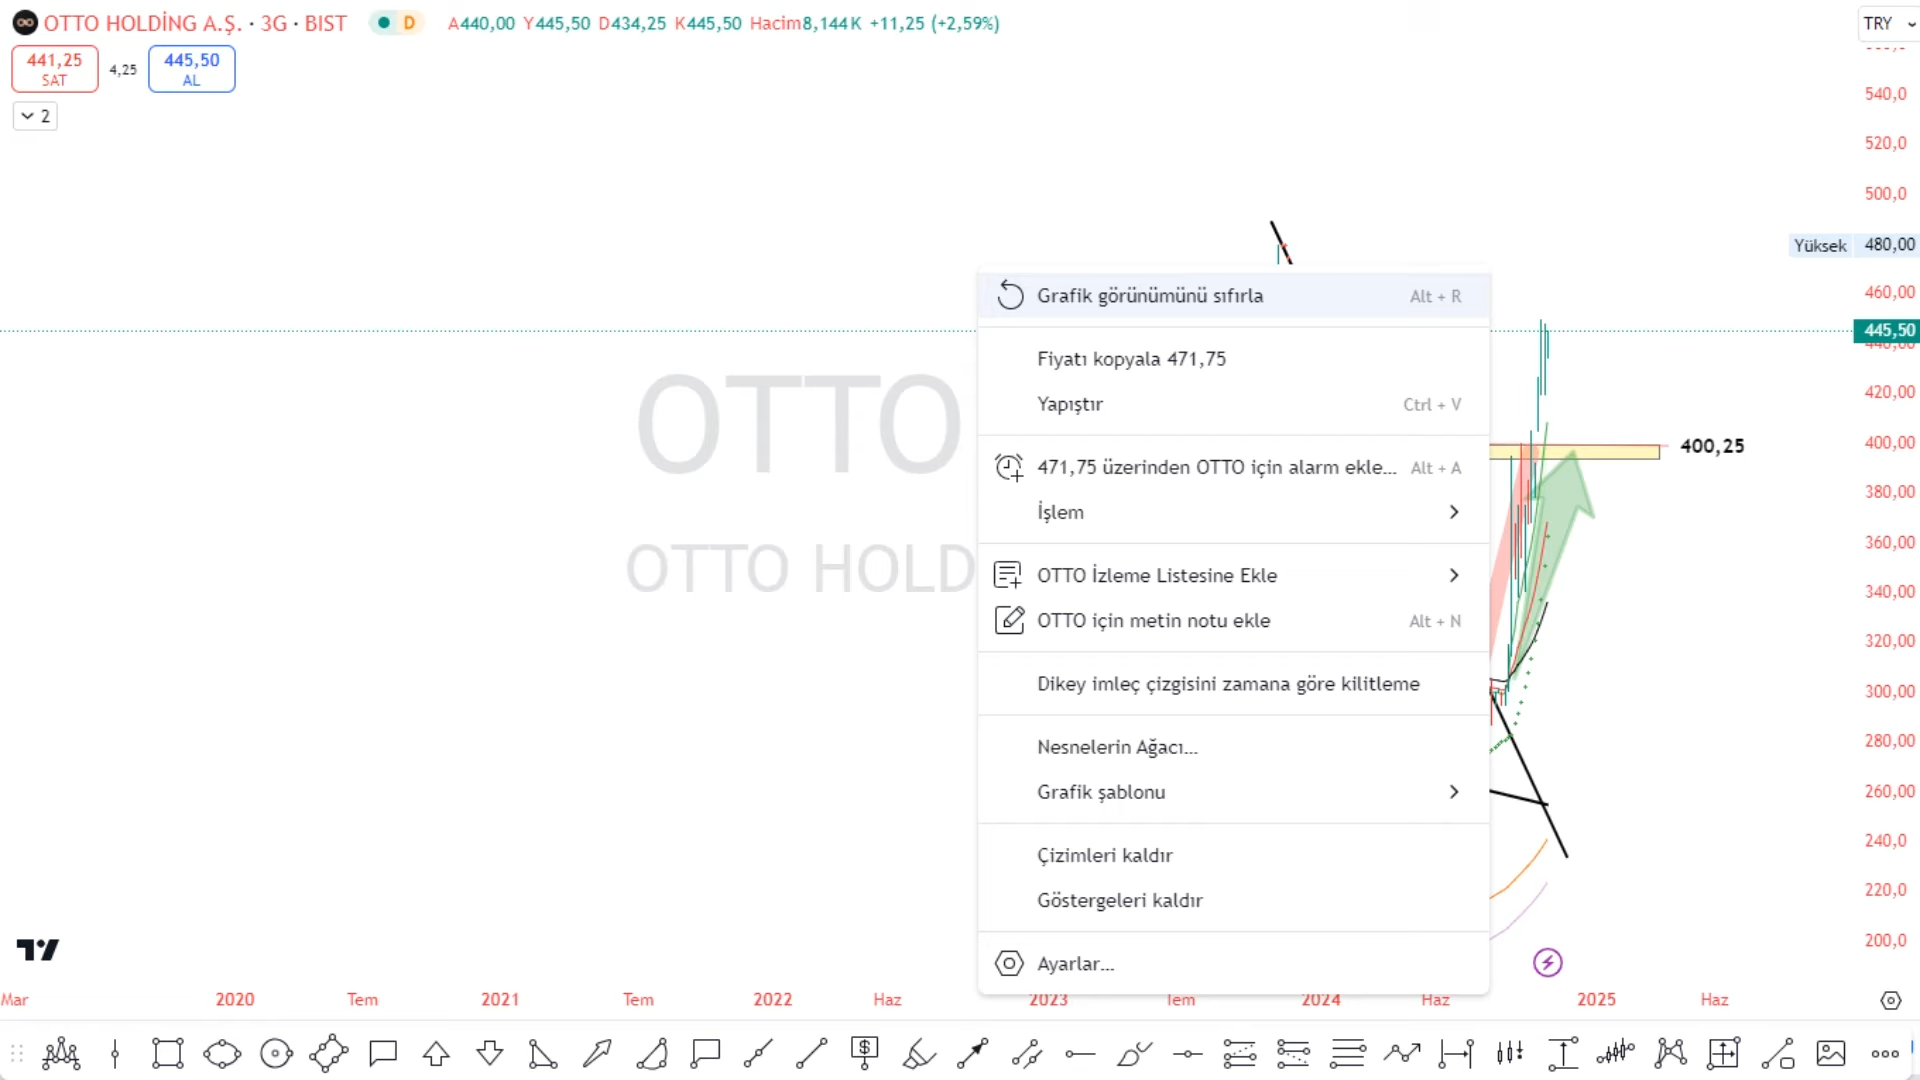 OTTO HOLDİNG A.Ş. · 3G · BIST D A440,00 Y445,50 D434,25 K445,50 Hacim8,144K +11,25 (+2,59%) TRY
441,25 SAT
4,25
445,50 AL
2
540,0
520,0
500,0
Yüksek 480,00
460,00
445,50
420,00
400,00
400,25
380,00
360,00
340,00
320,00
300,00
280,00
260,00
240,0
220,0
200,0
OTTO
OTTO HOLD
Grafik görünümünü sıfırla Alt + R
Fiyatı kopyala 471,75
Yapıştır Ctrl + V
471,75 üzerinden OTTO için alarm ekle... Alt + A
İşlem
OTTO İzleme Listesine Ekle
OTTO için metin notu ekle Alt + N
Dikey imleç çizgisini zamana göre kilitleme
Nesnelerin Ağacı...
Grafik şablonu
Çizimleri kaldır
Göstergeleri kaldır
Ayarlar...
Mar 2020 Tem 2021 Tem 2022 Haz 2023 Tem 2024 Haz 2025 Haz